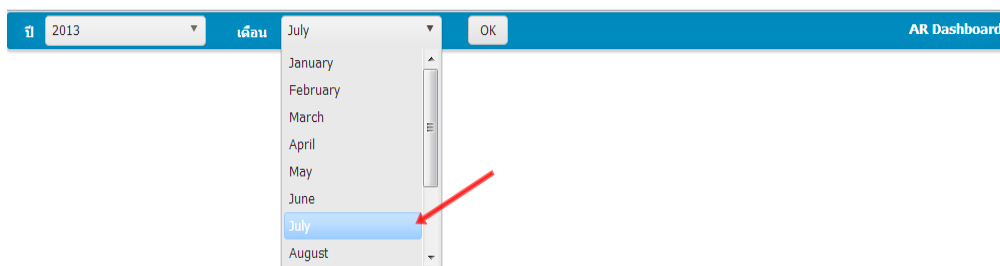 ปี 2013 เดือน July OK AR Dashboard
January
February
March
April
May
June
July
August